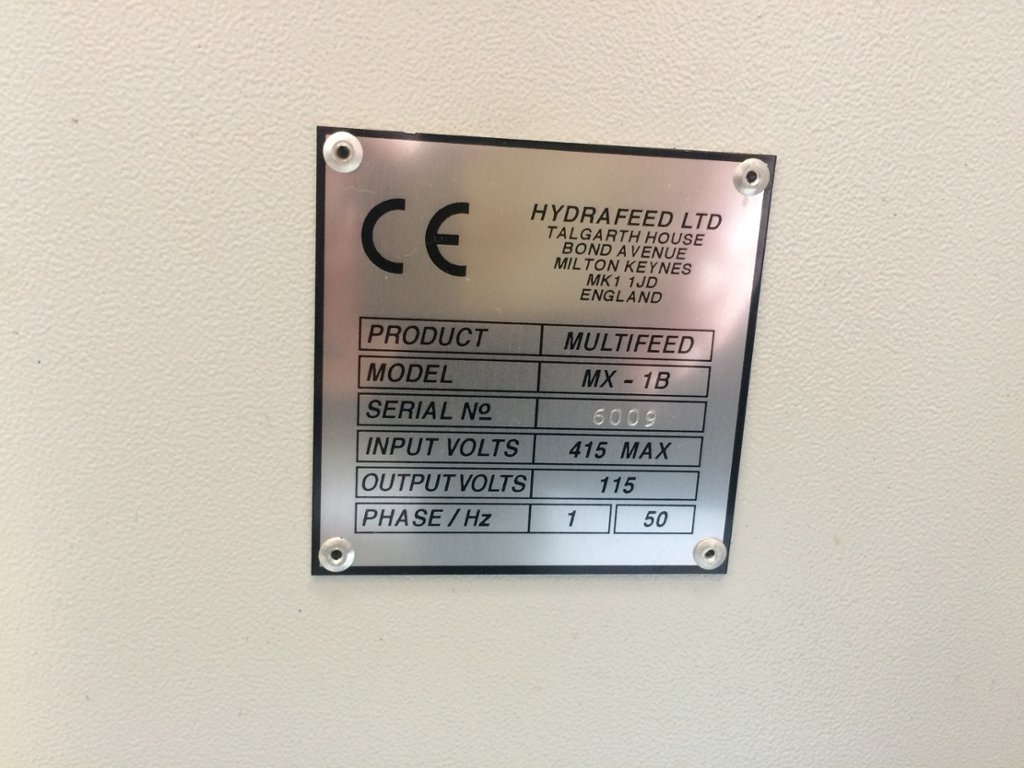 CE
HYDRAFEED LTD
TALGARTH HOUSE
BOND AVENUE
MILTON KEYNES
MK1 1JD
ENGLAND
PRODUCT MULTIFEED
MODEL MX - 1B
SERIAL Nº 6009
INPUT VOLTS 415 MAX
OUTPUT VOLTS 115
PHASE / Hz 1 50